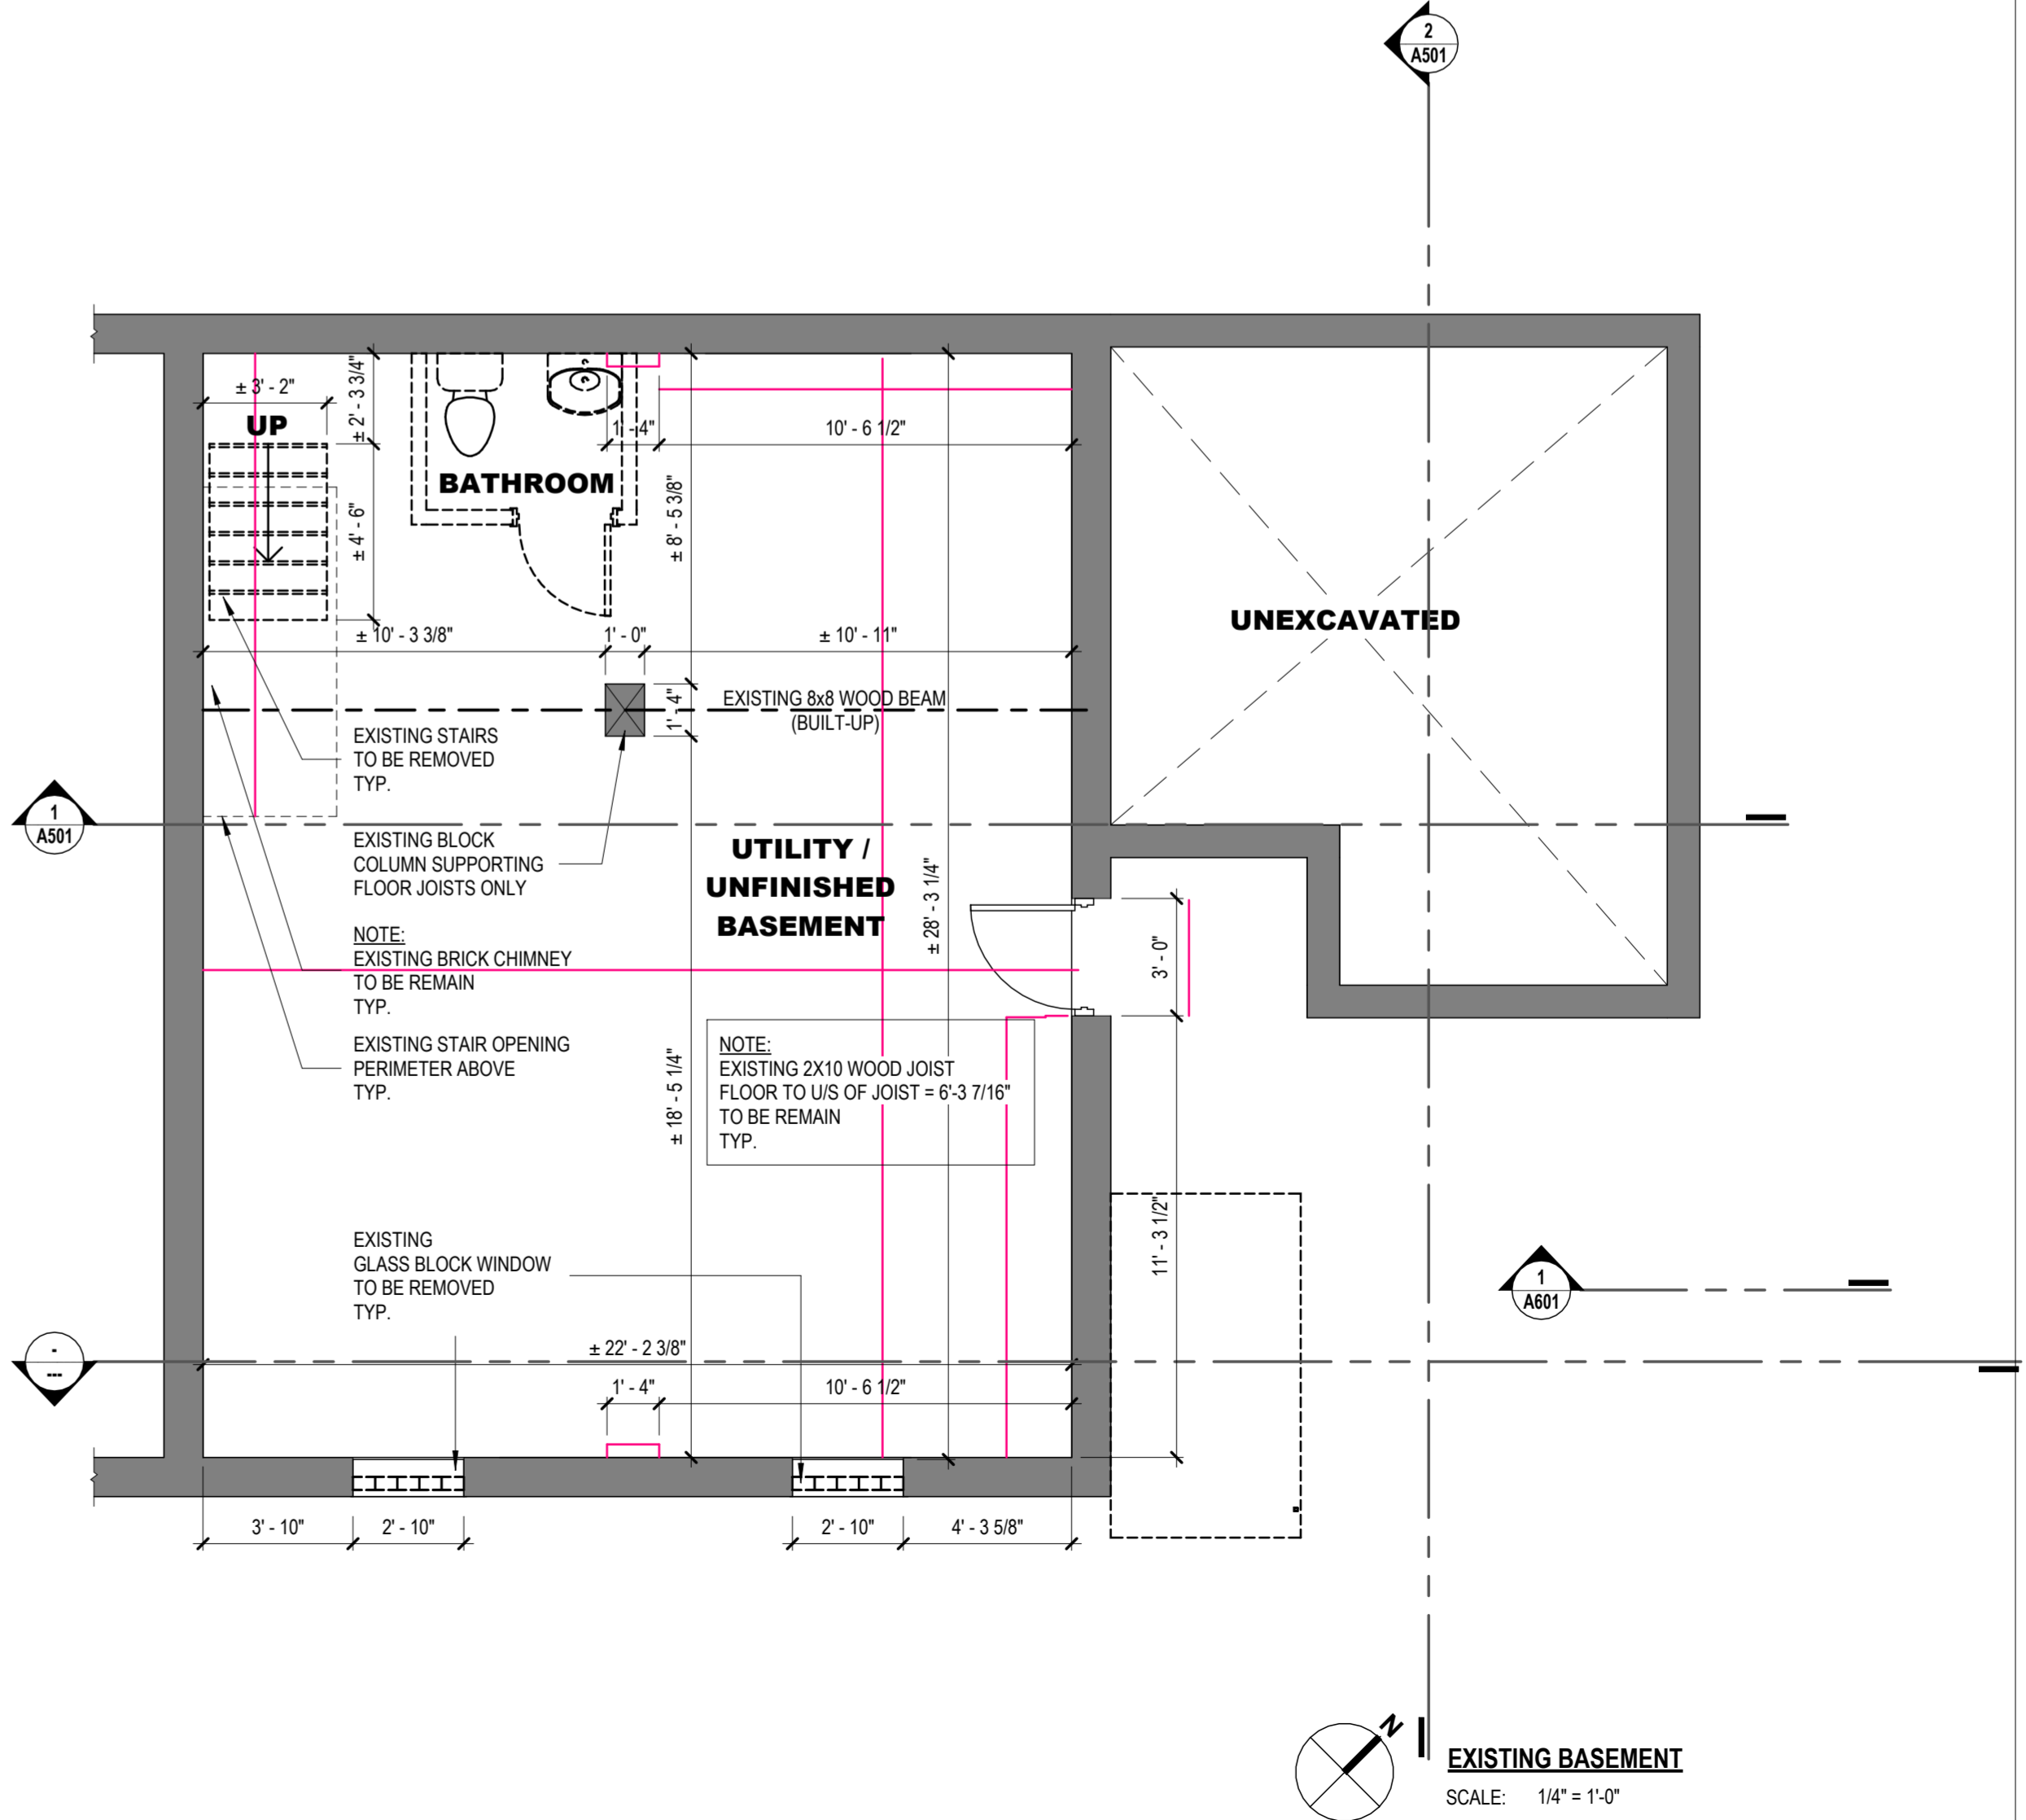 2
A501
± 3' - 2"
± 2' - 3 3/4"
UP
1' - 4"
10' - 6 1/2"
BATHROOM
± 8' - 5 3/8"
± 4' - 6"
UNEXCAVATED
± 10' - 3 3/8"
1' - 0"
± 10' - 11"
1' - 4"
EXISTING 8x8 WOOD BEAM
(BUILT-UP)
EXISTING STAIRS
TO BE REMOVED
TYP.
1
A501
EXISTING BLOCK
COLUMN SUPPORTING
FLOOR JOISTS ONLY
UTILITY /
UNFINISHED
BASEMENT
± 28' - 3 1/4"
NOTE:
EXISTING BRICK CHIMNEY
TO BE REMAIN
TYP.
3' - 0"
EXISTING STAIR OPENING
PERIMETER ABOVE
TYP.
± 18' - 5 1/4"
NOTE:
EXISTING 2X10 WOOD JOIST
FLOOR TO U/S OF JOIST = 6'-3 7/16"
TO BE REMAIN
TYP.
11' - 3 1/2"
EXISTING
GLASS BLOCK WINDOW
TO BE REMOVED
TYP.
1
A601
-
---
± 22' - 2 3/8"
1' - 4"
10' - 6 1/2"
3' - 10"
2' - 10"
2' - 10"
4' - 3 5/8"
N
EXISTING BASEMENT
SCALE: 1/4" = 1'-0"